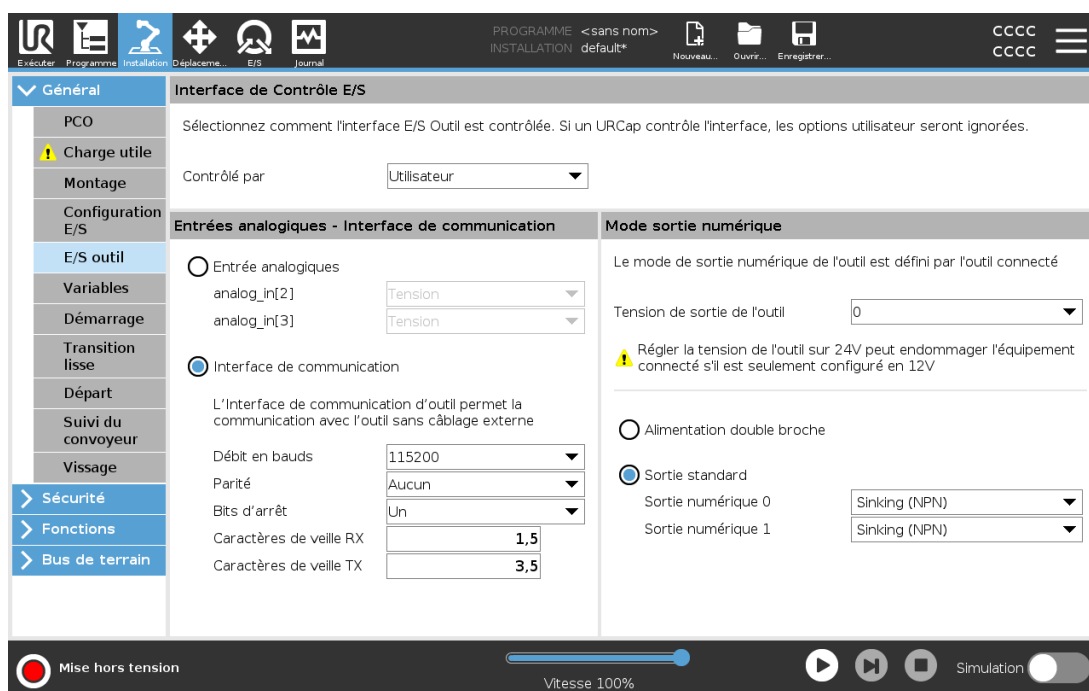 UR
PROGRAMME <sans nom>
INSTALLATION default*
CCCC
CCCC
Exécuter Programme Installation Déplaceme... E/S Journal Nouveau... Ouvrir... Enregistrer...
Général
PCO
Charge utile
Montage
Configuration
E/S
E/S outil
Variables
Démarrage
Transition
lisse
Départ
Suivi du
convoyeur
Vissage
Sécurité
Fonctions
Bus de terrain
Interface de Contrôle E/S
Sélectionnez comment l'interface E/S Outil est contrôlée. Si un URCap contrôle l'interface, les options utilisateur seront ignorées.
Contrôlé par Utilisateur
Entrées analogiques - Interface de communication
Entrée analogiques
analog_in[2] Tension
analog_in[3] Tension
Interface de communication
L'Interface de communication d'outil permet la
communication avec l'outil sans câblage externe
Débit en bauds 115200
Parité Aucun
Bits d'arrêt Un
Caractères de veille RX 1,5
Caractères de veille TX 3,5
Mode sortie numérique
Le mode de sortie numérique de l'outil est défini par l'outil connecté
Tension de sortie de l'outil 0
Régler la tension de l'outil sur 24V peut endommager l'équipement
connecté s'il est seulement configuré en 12V
Alimentation double broche
Sortie standard
Sortie numérique 0 Sinking (NPN)
Sortie numérique 1 Sinking (NPN)
Mise hors tension
Vitesse 100%
Simulation